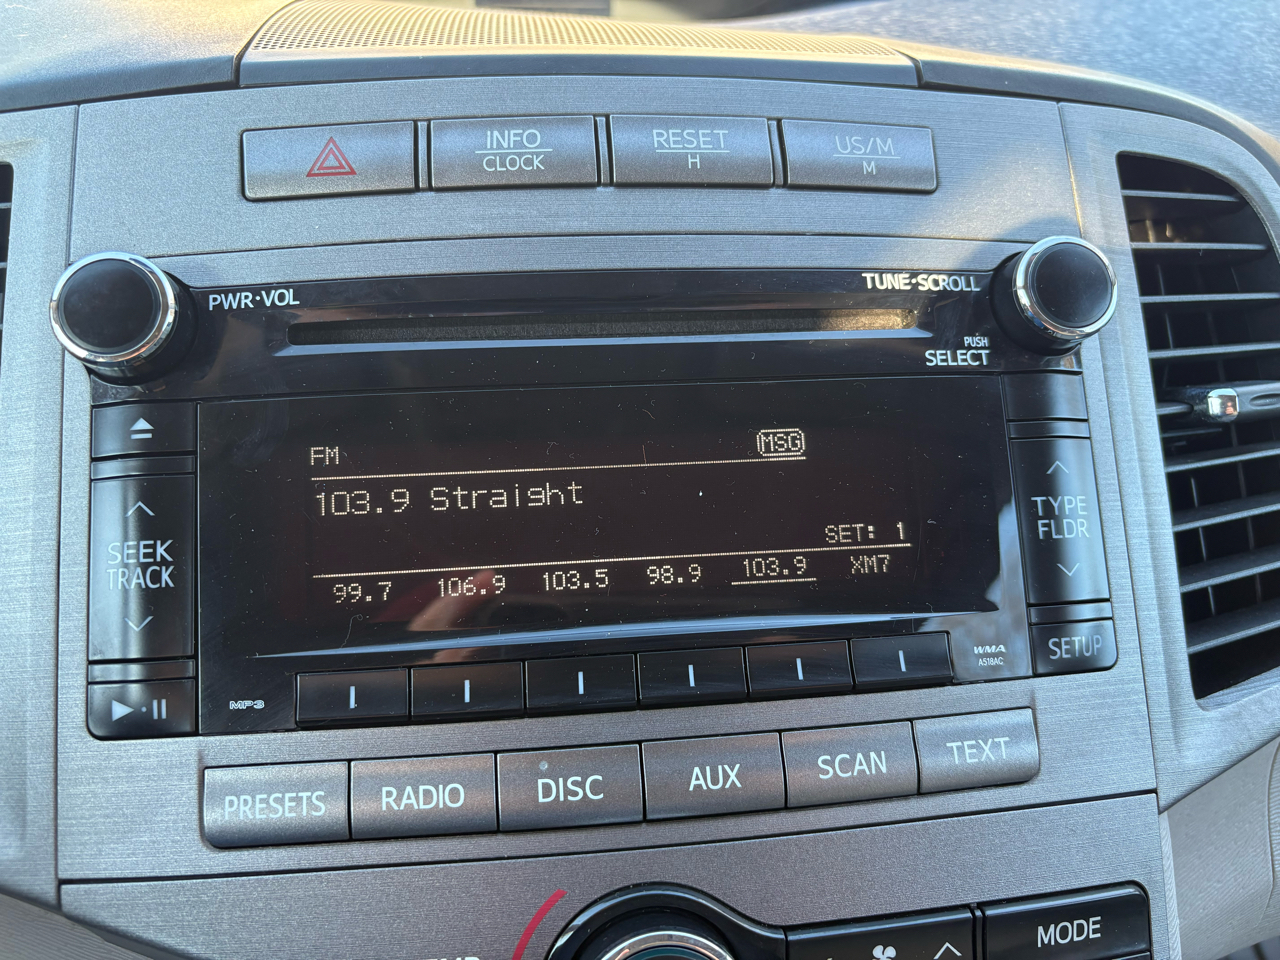 INFO
CLOCK
RESET
H
US/M
M
PWR·VOL
TUNE·SCROLL
PUSH
SELECT
FM
MSG
103.9 Straight
SET: 1
99.7 106.9 103.5 98.9 103.9 XM7
SEEK
TRACK
TYPE
FLDR
SETUP
MP3
WMA
A518AC
PRESETS RADIO DISC AUX SCAN TEXT
MODE